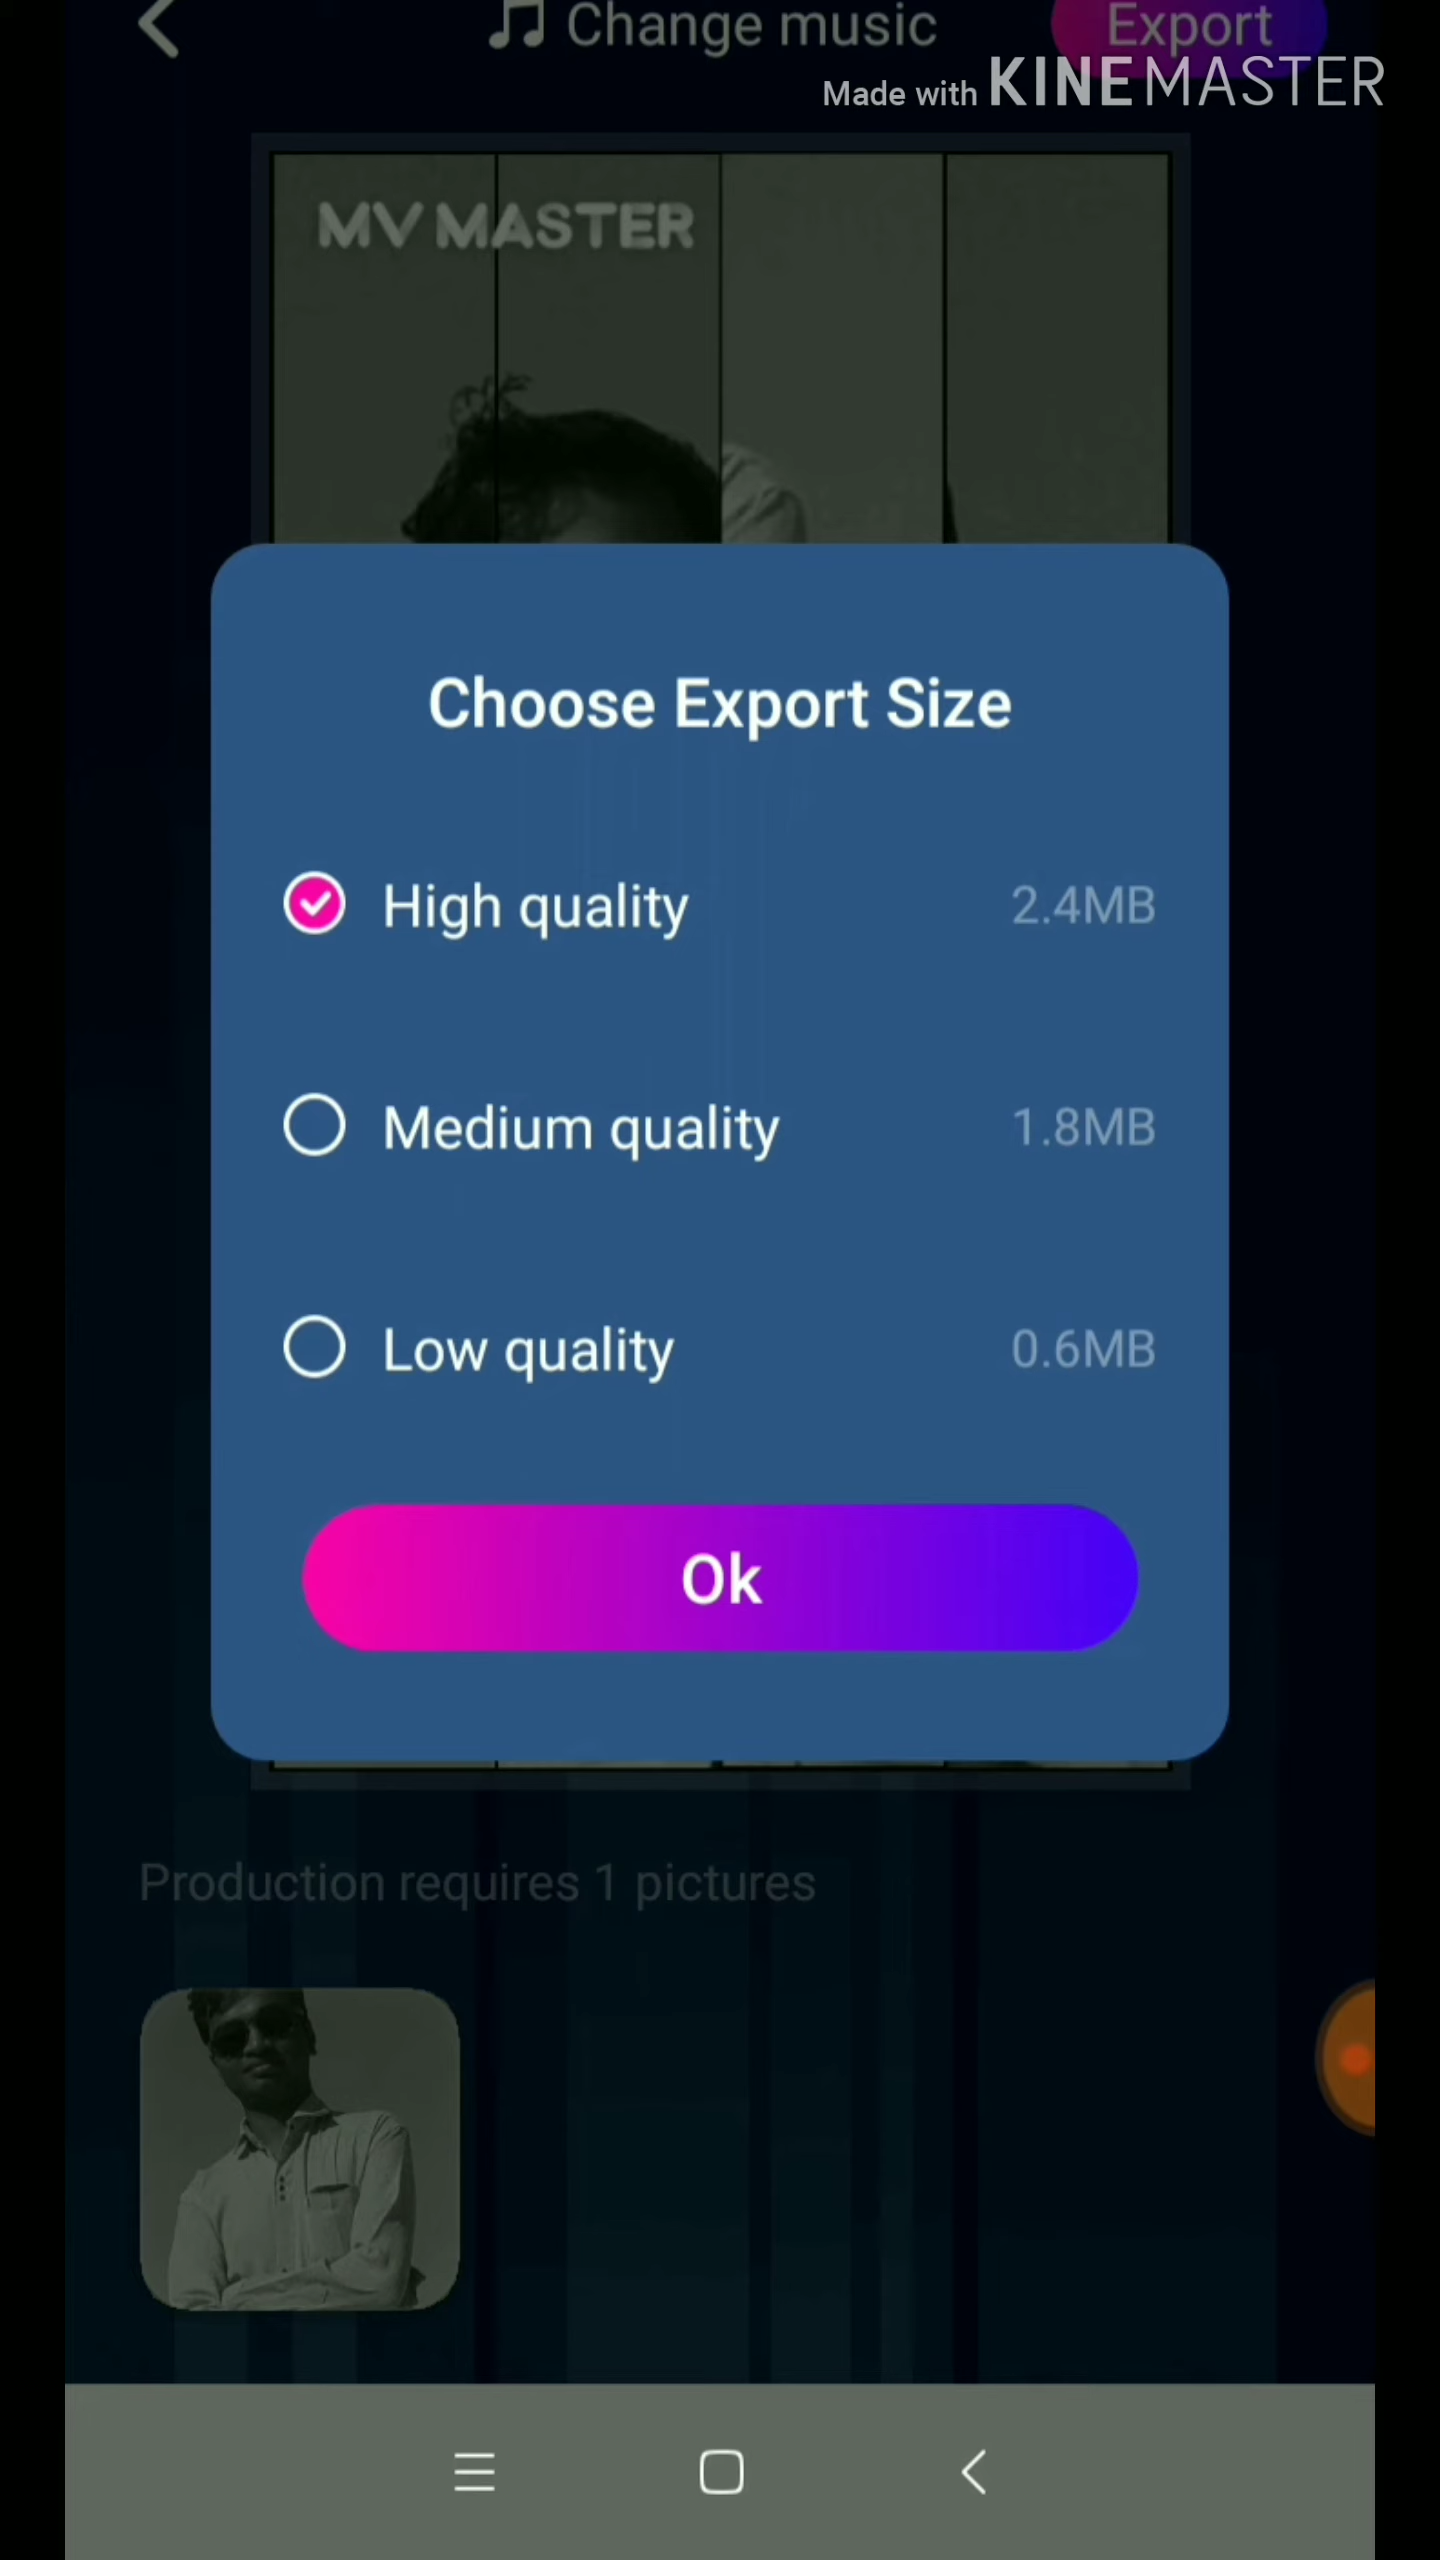 Change music
Export
Made with KINEMASTER
MV MASTER
Choose Export Size
High quality 2.4MB
Medium quality 1.8MB
Low quality 0.6MB
Ok
Production requires 1 pictures